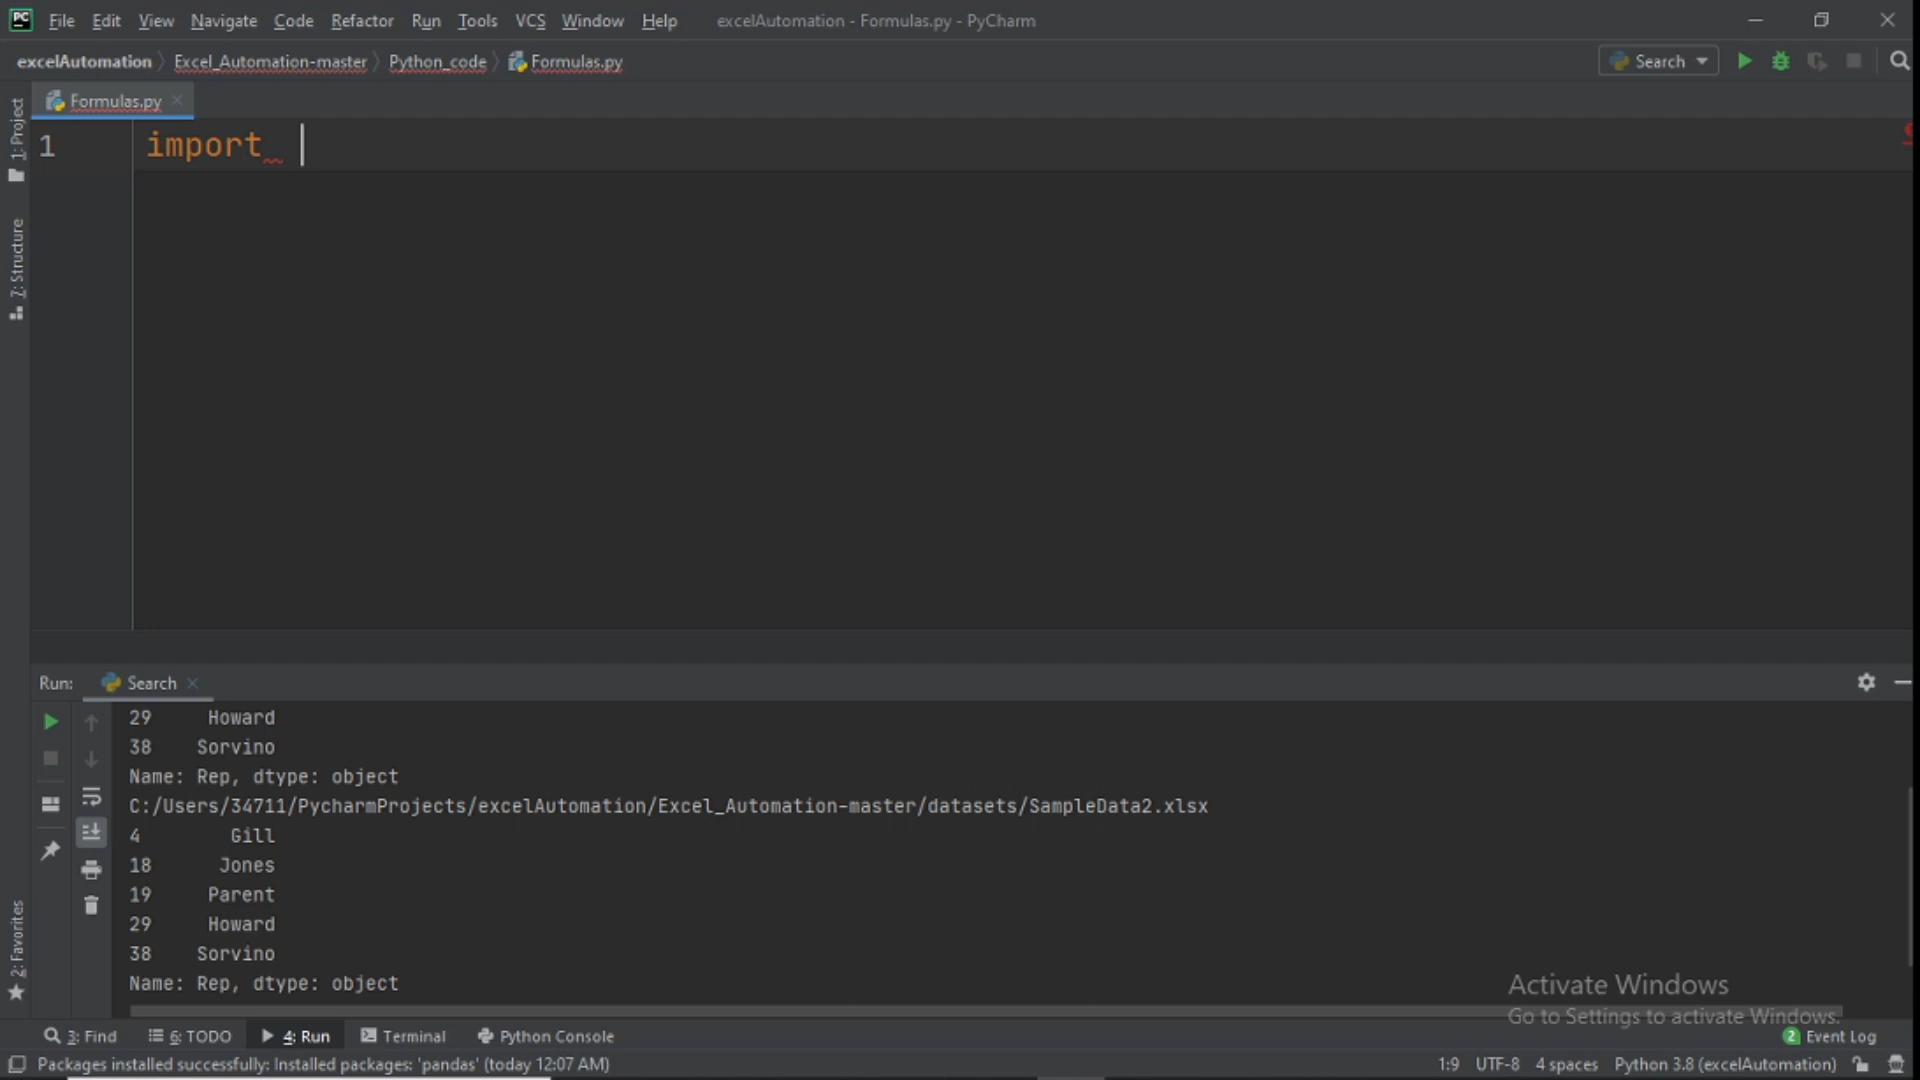 PC File Edit View Navigate Code Refactor Run Tools VCS Window Help excelAutomation - Formulas.py - PyCharm
excelAutomation Excel_Automation-master Python_code Formulas.py Search
Formulas.py
1: Project
1 import
7: Structure
Run: Search
29 Howard
38 Sorvino
Name: Rep, dtype: object
C:/Users/34711/PycharmProjects/excelAutomation/Excel_Automation-master/datasets/SampleData2.xlsx
4 Gill
18 Jones
19 Parent
29 Howard
38 Sorvino
Name: Rep, dtype: object
2: Favorites
Activate Windows
Go to Settings to activate Windows.
3: Find 6: TODO 4: Run Terminal Python Console 2 Event Log
Packages installed successfully: Installed packages: 'pandas' (today 12:07 AM) 1:9 UTF-8 4 spaces Python 3.8 (excelAutomation)